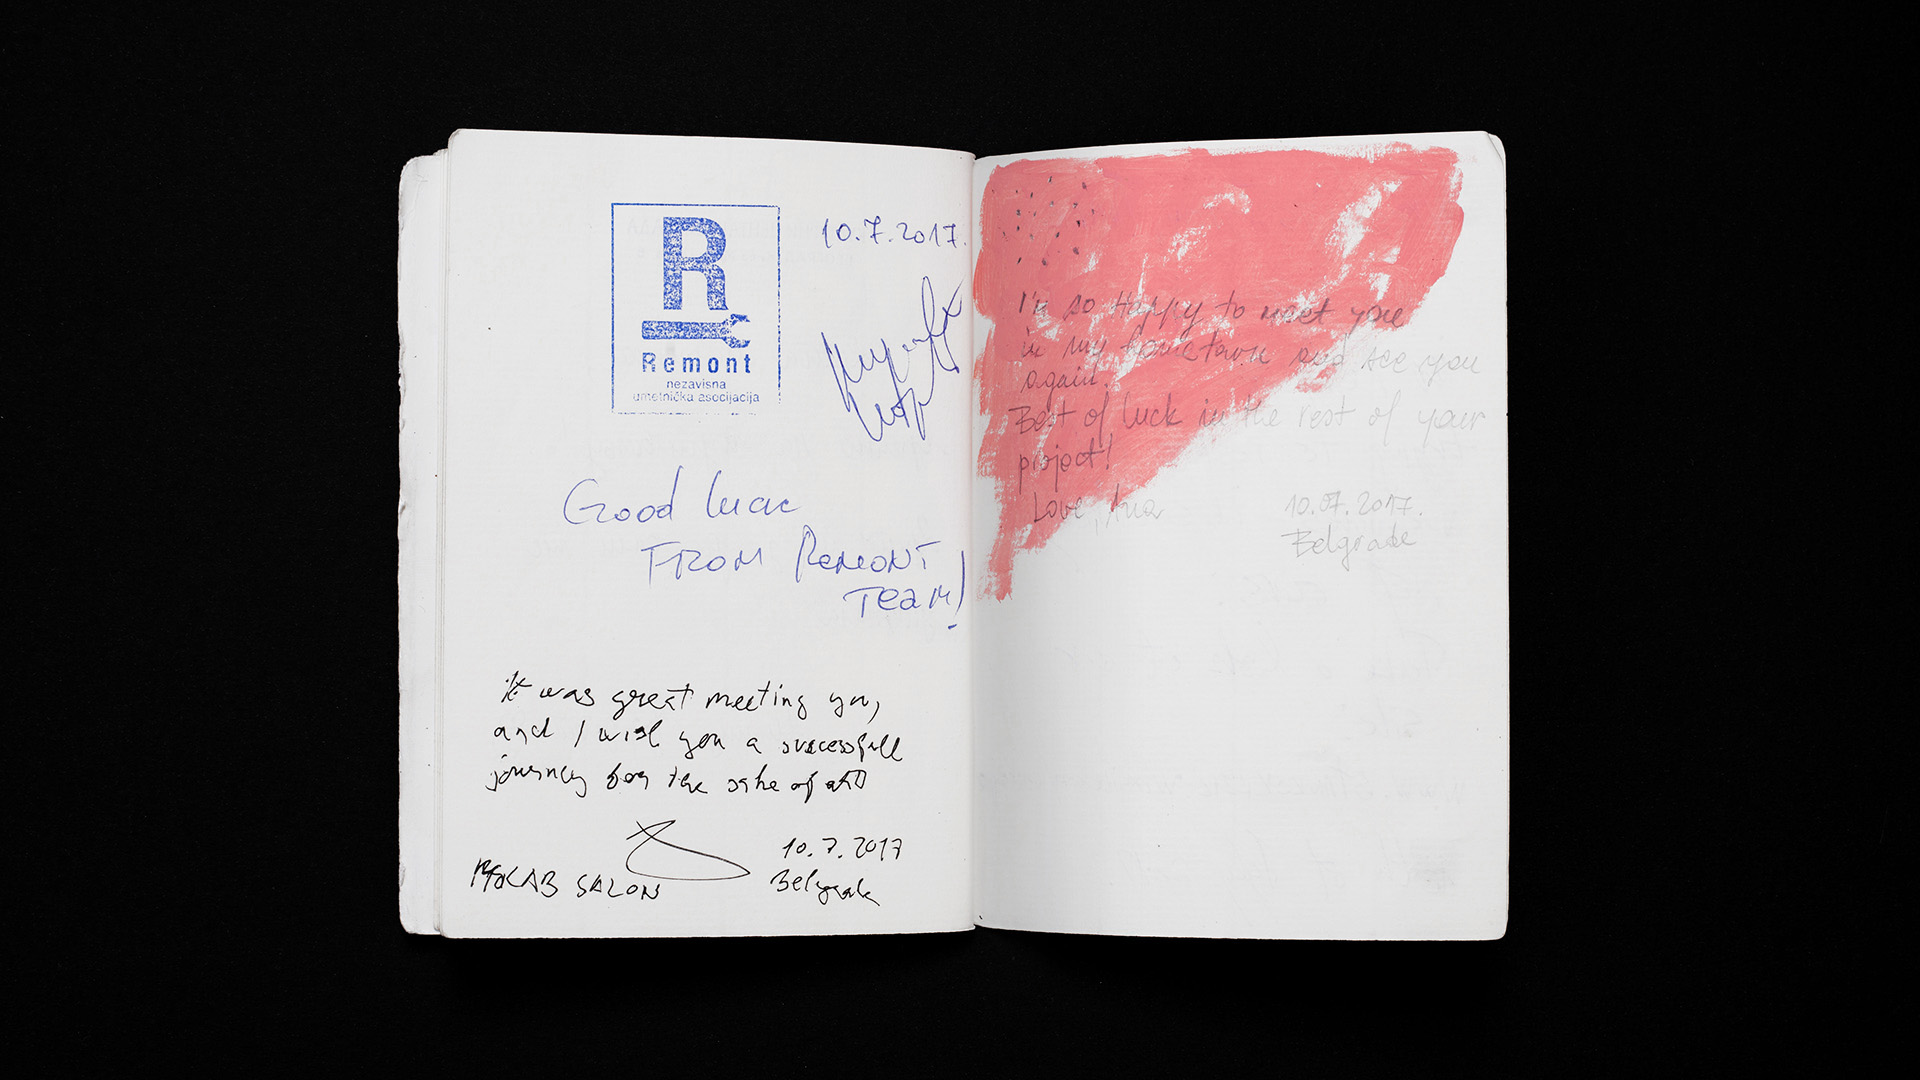 R
Remont
nezavisna
umetnička asocijacija
10.7.2017.
Good luck
FROM REMONT
TEAM!
it was great meeting you,
and I wish you a successfull
journey for the sake of art
SALON
10.7.2017
Belgrade
I'm so Happy to meet you
in my hometown and see you
again.
Best of luck in the rest of your
project!
Love, Ana
10.07.2017.
Belgrade